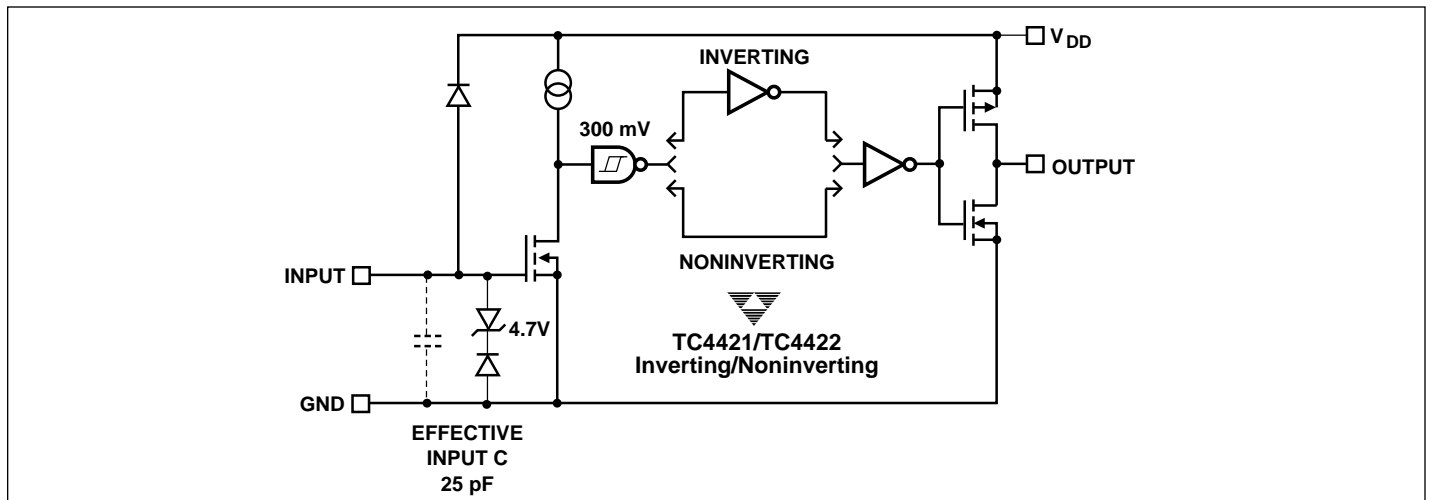 V DD
INVERTING
300 mV
OUTPUT
INPUT
NONINVERTING
4.7V
TC4421/TC4422
Inverting/Noninverting
GND
EFFECTIVE
INPUT C
25 pF